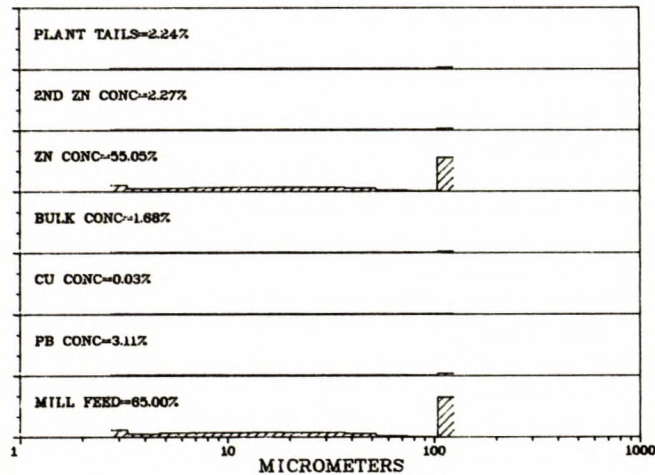 PLANT TAILS=2.24%
2ND ZN CONC=2.27%
ZN CONC=55.05%
BULK CONC=1.68%
CU CONC=0.03%
PB CONC=3.11%
MILL FEED=65.00%
1 10 100 1000
MICROMETERS